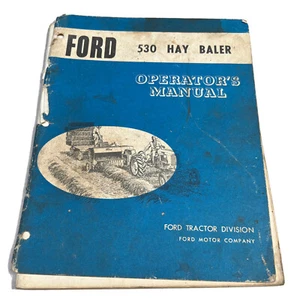 FORD 530 HAY BALER
OPERATOR'S
MANUAL
FORD TRACTOR DIVISION
FORD MOTOR COMPANY